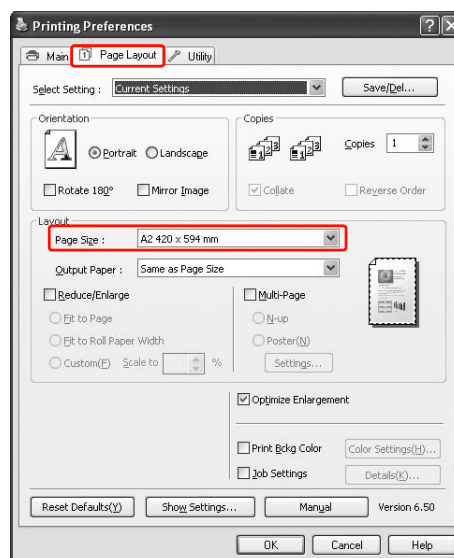 Printing Preferences
Main Page Layout Utility
Select Setting : Current Settings Save/Del...
Orientation
Portrait Landscape
Rotate 180° Mirror Image
Copies
Copies 1
Collate Reverse Order
Layout
Page Size : A2 420 x 594 mm
Output Paper : Same as Page Size
Reduce/Enlarge
Fit to Page
Fit to Roll Paper Width
Custom(F) Scale to %
Multi-Page
N-up
Poster(N)
Settings...
Optimize Enlargement
Print Bckg Color Color Settings(H)...
Job Settings Details(K)...
Reset Defaults(Y) Show Settings... Manual Version 6.50
OK Cancel Help